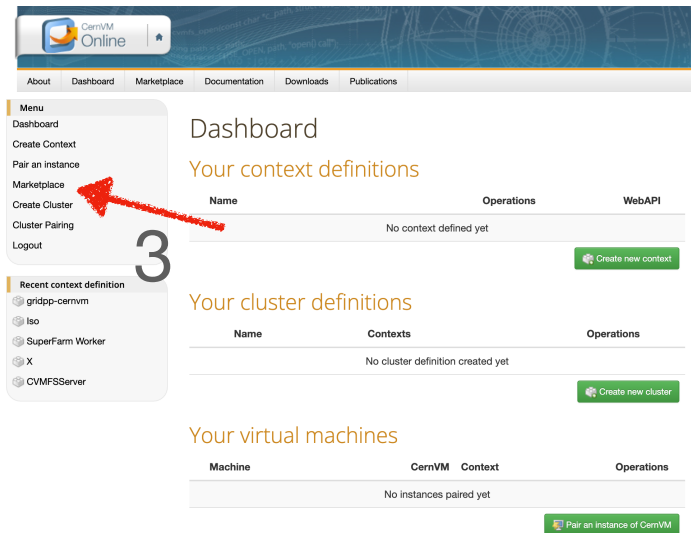 CernVM
Online
About Dashboard Marketplace Documentation Downloads Publications
Menu
Dashboard
Create Context
Pair an instance
Marketplace
Create Cluster
Cluster Pairing
Logout
3
Recent context definition
gridpp-cernvm
Iso
SuperFarm Worker
X
CVMFSServer
Dashboard
Your context definitions
Name Operations WebAPI
No context defined yet
Create new context
Your cluster definitions
Name Contexts Operations
No cluster definition created yet
Create new cluster
Your virtual machines
Machine CernVM Context Operations
No instances paired yet
Pair an instance of CernVM